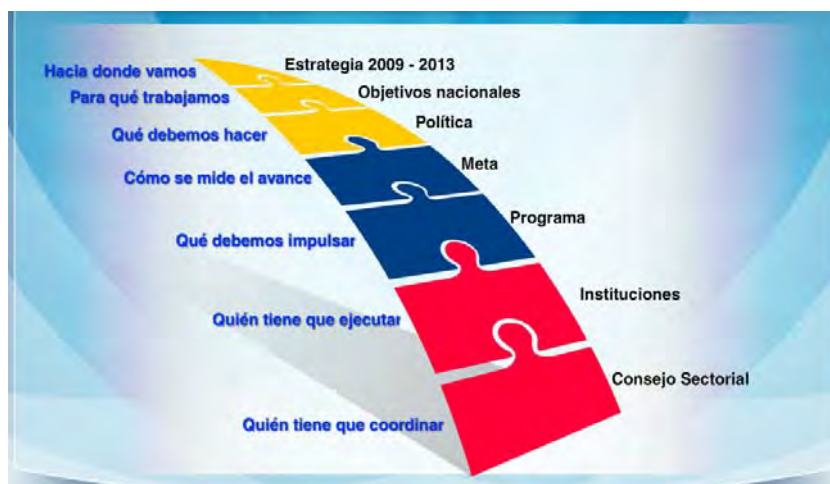 Hacia donde vamos
Estrategia 2009 - 2013
Para qué trabajamos
Objetivos nacionales
Qué debemos hacer
Política
Cómo se mide el avance
Meta
Qué debemos impulsar
Programa
Quién tiene que ejecutar
Instituciones
Quién tiene que coordinar
Consejo Sectorial